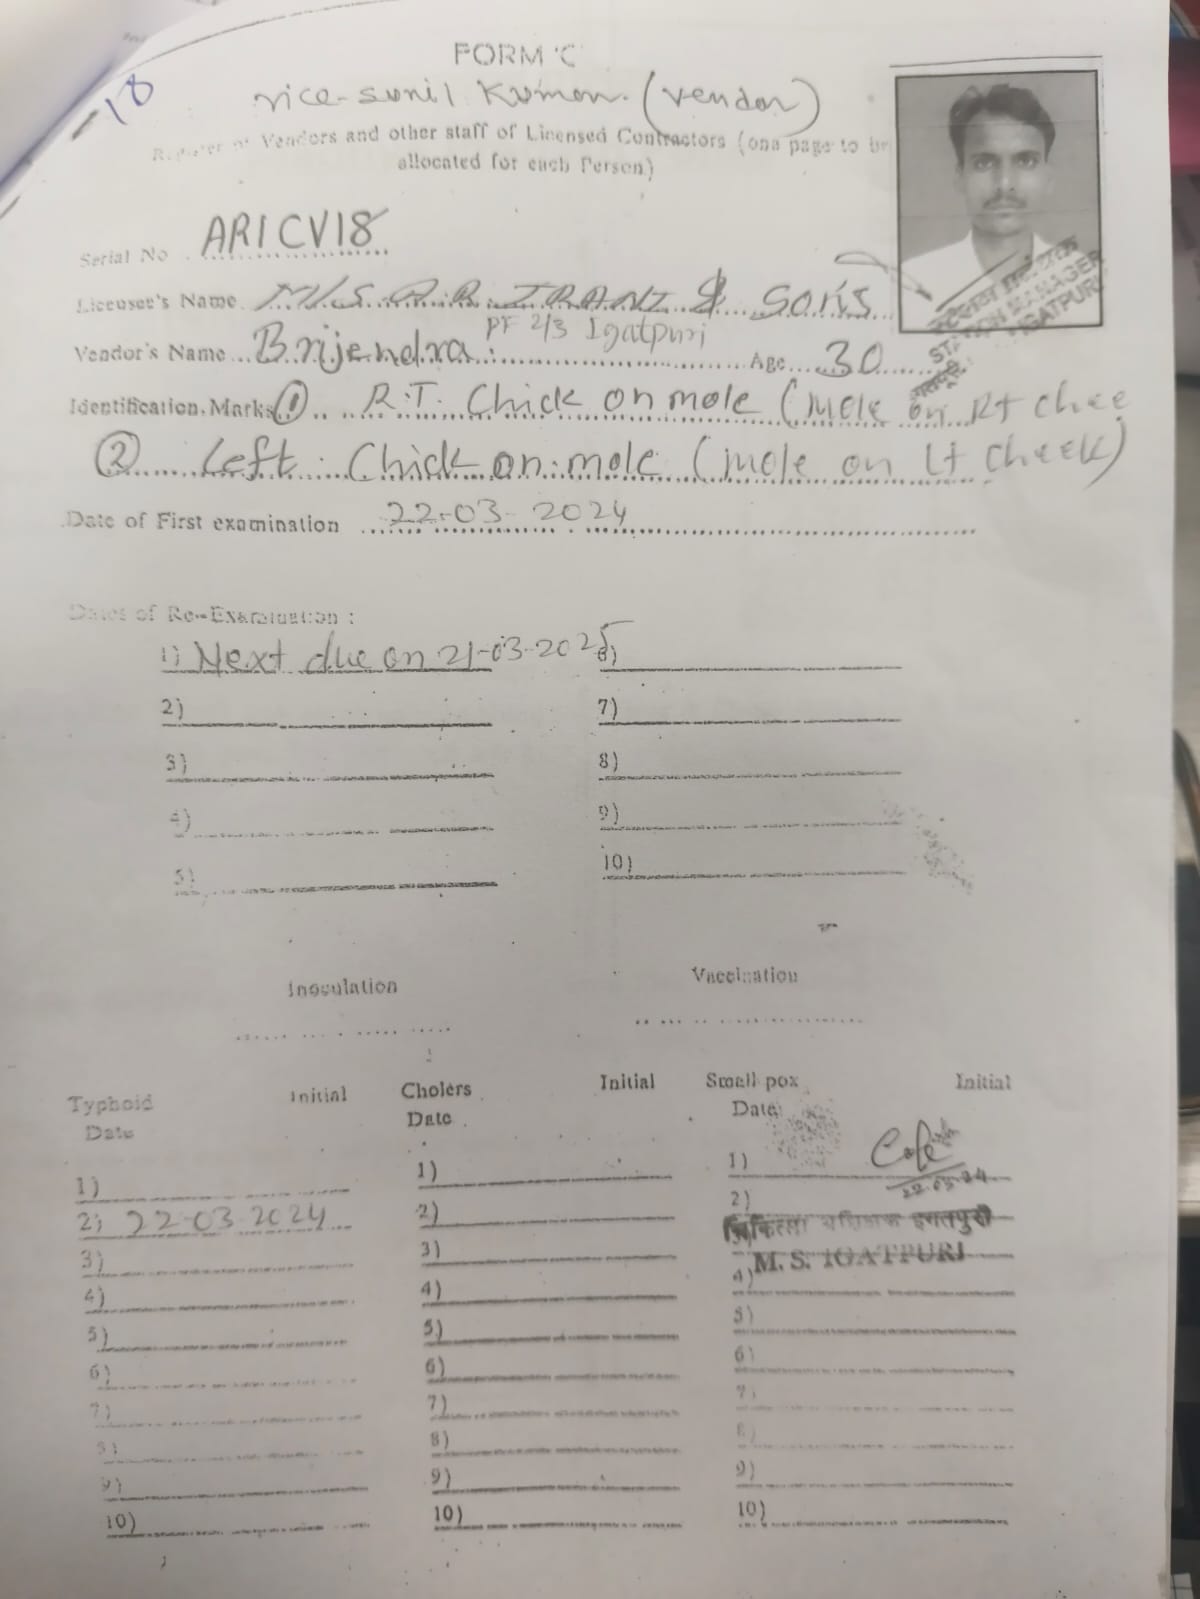 18
FORM 'C'
vice-sunil Kumar. (vendor)
Register of Vendors and other staff of Licensed Contractors (ona page to be
allocated for each Person)
Serial No. ARICV18
Licensee's Name M/S A.R. IRANI & Sons
PF 2/3 Igatpuri
Vendor's Name Brijendra Age 30
STATION MANAGER
IGATPURI
Identification. Marks ① R.T. Chick on mole (mole on Rt chee
② Left Chick on mole (mole on Lt cheek)
Date of First examination 22-03-2024
Dates of Re-Examination :
1) Next due on 21-03-2025 6)
2) 7)
3) 8)
4) 9)
5) 10)
Inoculation Vaccination
Typhoid Initial Cholers Initial Small pox Initial
Date Date Date
1) 1) 1)
22.03.24
2) 22-03-2024 2) 2)
इगतपुरी
3) 3)
M. S. IGATPURI
4) 4) 4)
5) 5) 5)
6) 6) 6)
7) 7) 7)
8) 8) 8)
9) 9) 9)
10) 10) 10)